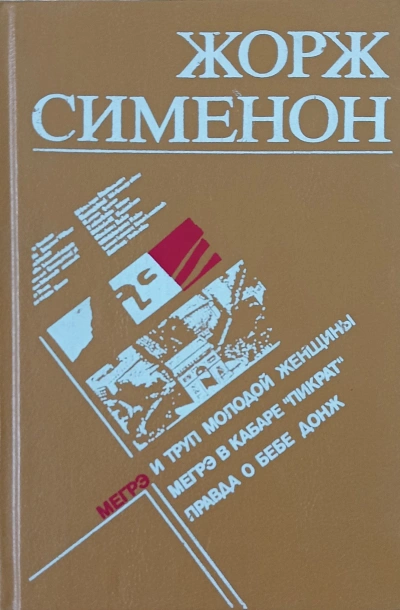 ЖОРЖ
СИМЕНОН
МЕГРЭ И ТРУП МОЛОДОЙ ЖЕНЩИНЫ
МЕГРЭ В КАБАРЕ "ПИКРАТ"
ПРАВДА О БЕБЕ ДОНЖ